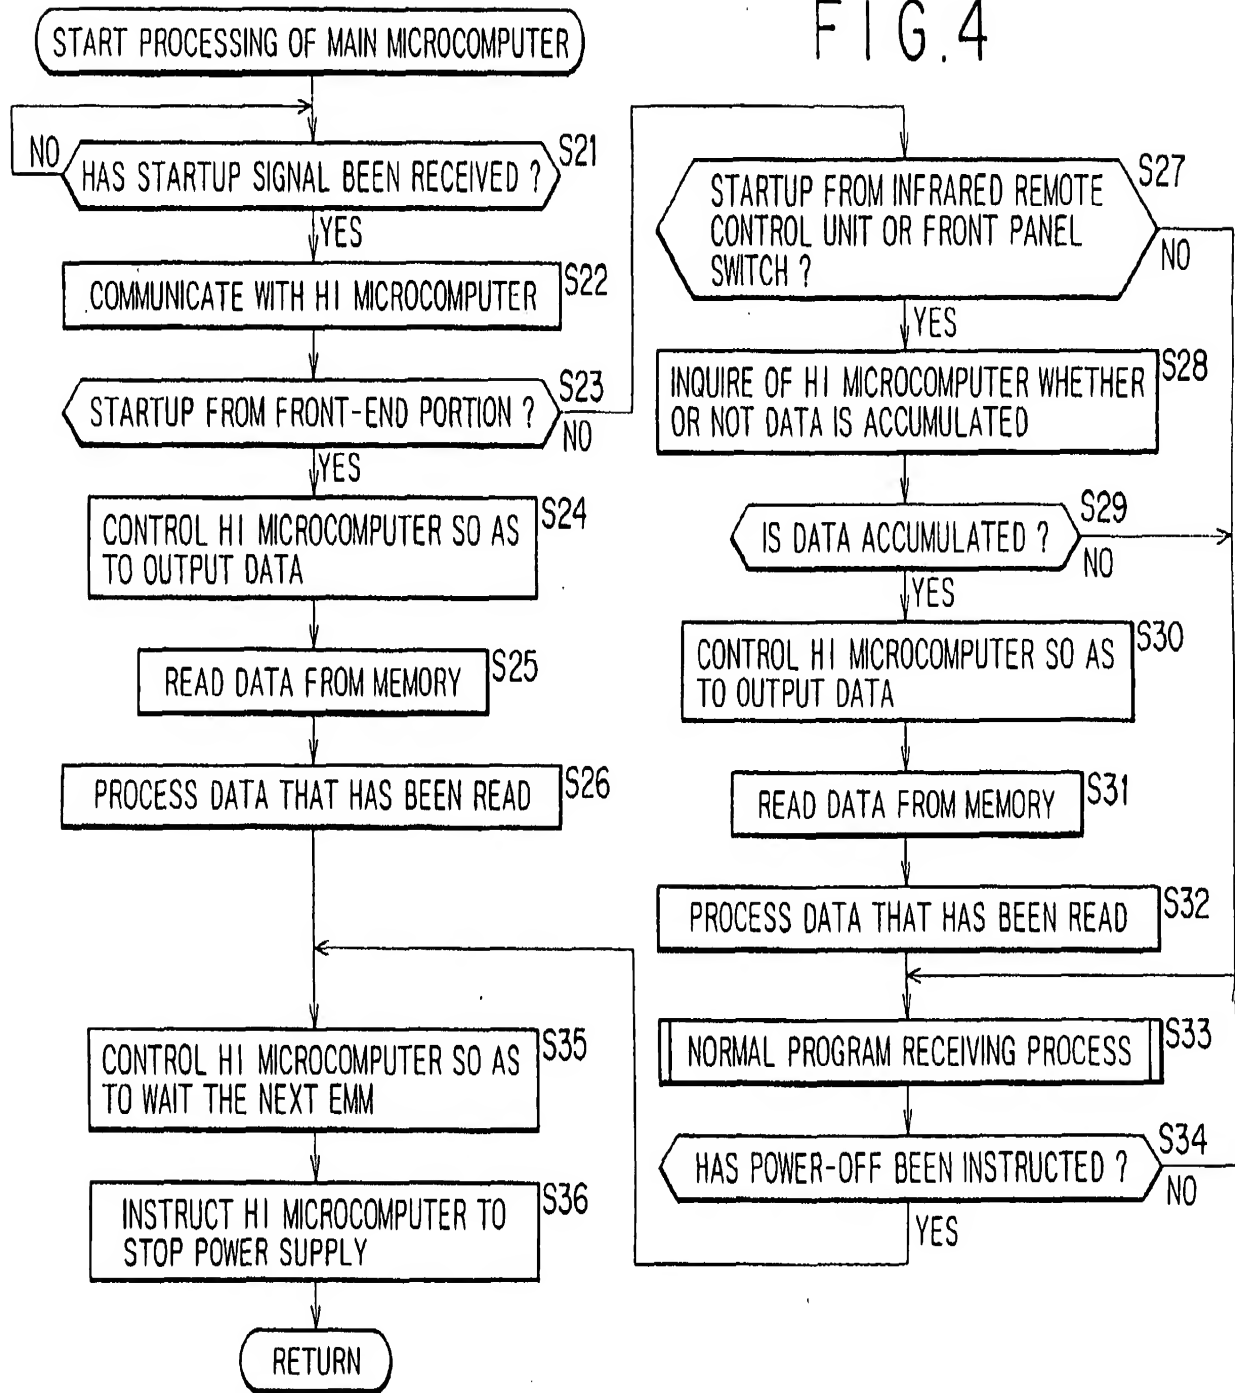 FIG.4
START PROCESSING OF MAIN MICROCOMPUTER
NO
HAS STARTUP SIGNAL BEEN RECEIVED ?
S21
YES
COMMUNICATE WITH HI MICROCOMPUTER
S22
STARTUP FROM FRONT-END PORTION ?
S23
NO
YES
CONTROL HI MICROCOMPUTER SO AS
TO OUTPUT DATA
S24
READ DATA FROM MEMORY
S25
PROCESS DATA THAT HAS BEEN READ
S26
STARTUP FROM INFRARED REMOTE
CONTROL UNIT OR FRONT PANEL
SWITCH ?
S27
NO
YES
INQUIRE OF HI MICROCOMPUTER WHETHER
OR NOT DATA IS ACCUMULATED
S28
IS DATA ACCUMULATED ?
S29
NO
YES
CONTROL HI MICROCOMPUTER SO AS
TO OUTPUT DATA
S30
READ DATA FROM MEMORY
S31
PROCESS DATA THAT HAS BEEN READ
S32
NORMAL PROGRAM RECEIVING PROCESS
S33
HAS POWER-OFF BEEN INSTRUCTED ?
S34
NO
YES
CONTROL HI MICROCOMPUTER SO AS
TO WAIT THE NEXT EMM
S35
INSTRUCT HI MICROCOMPUTER TO
STOP POWER SUPPLY
S36
RETURN